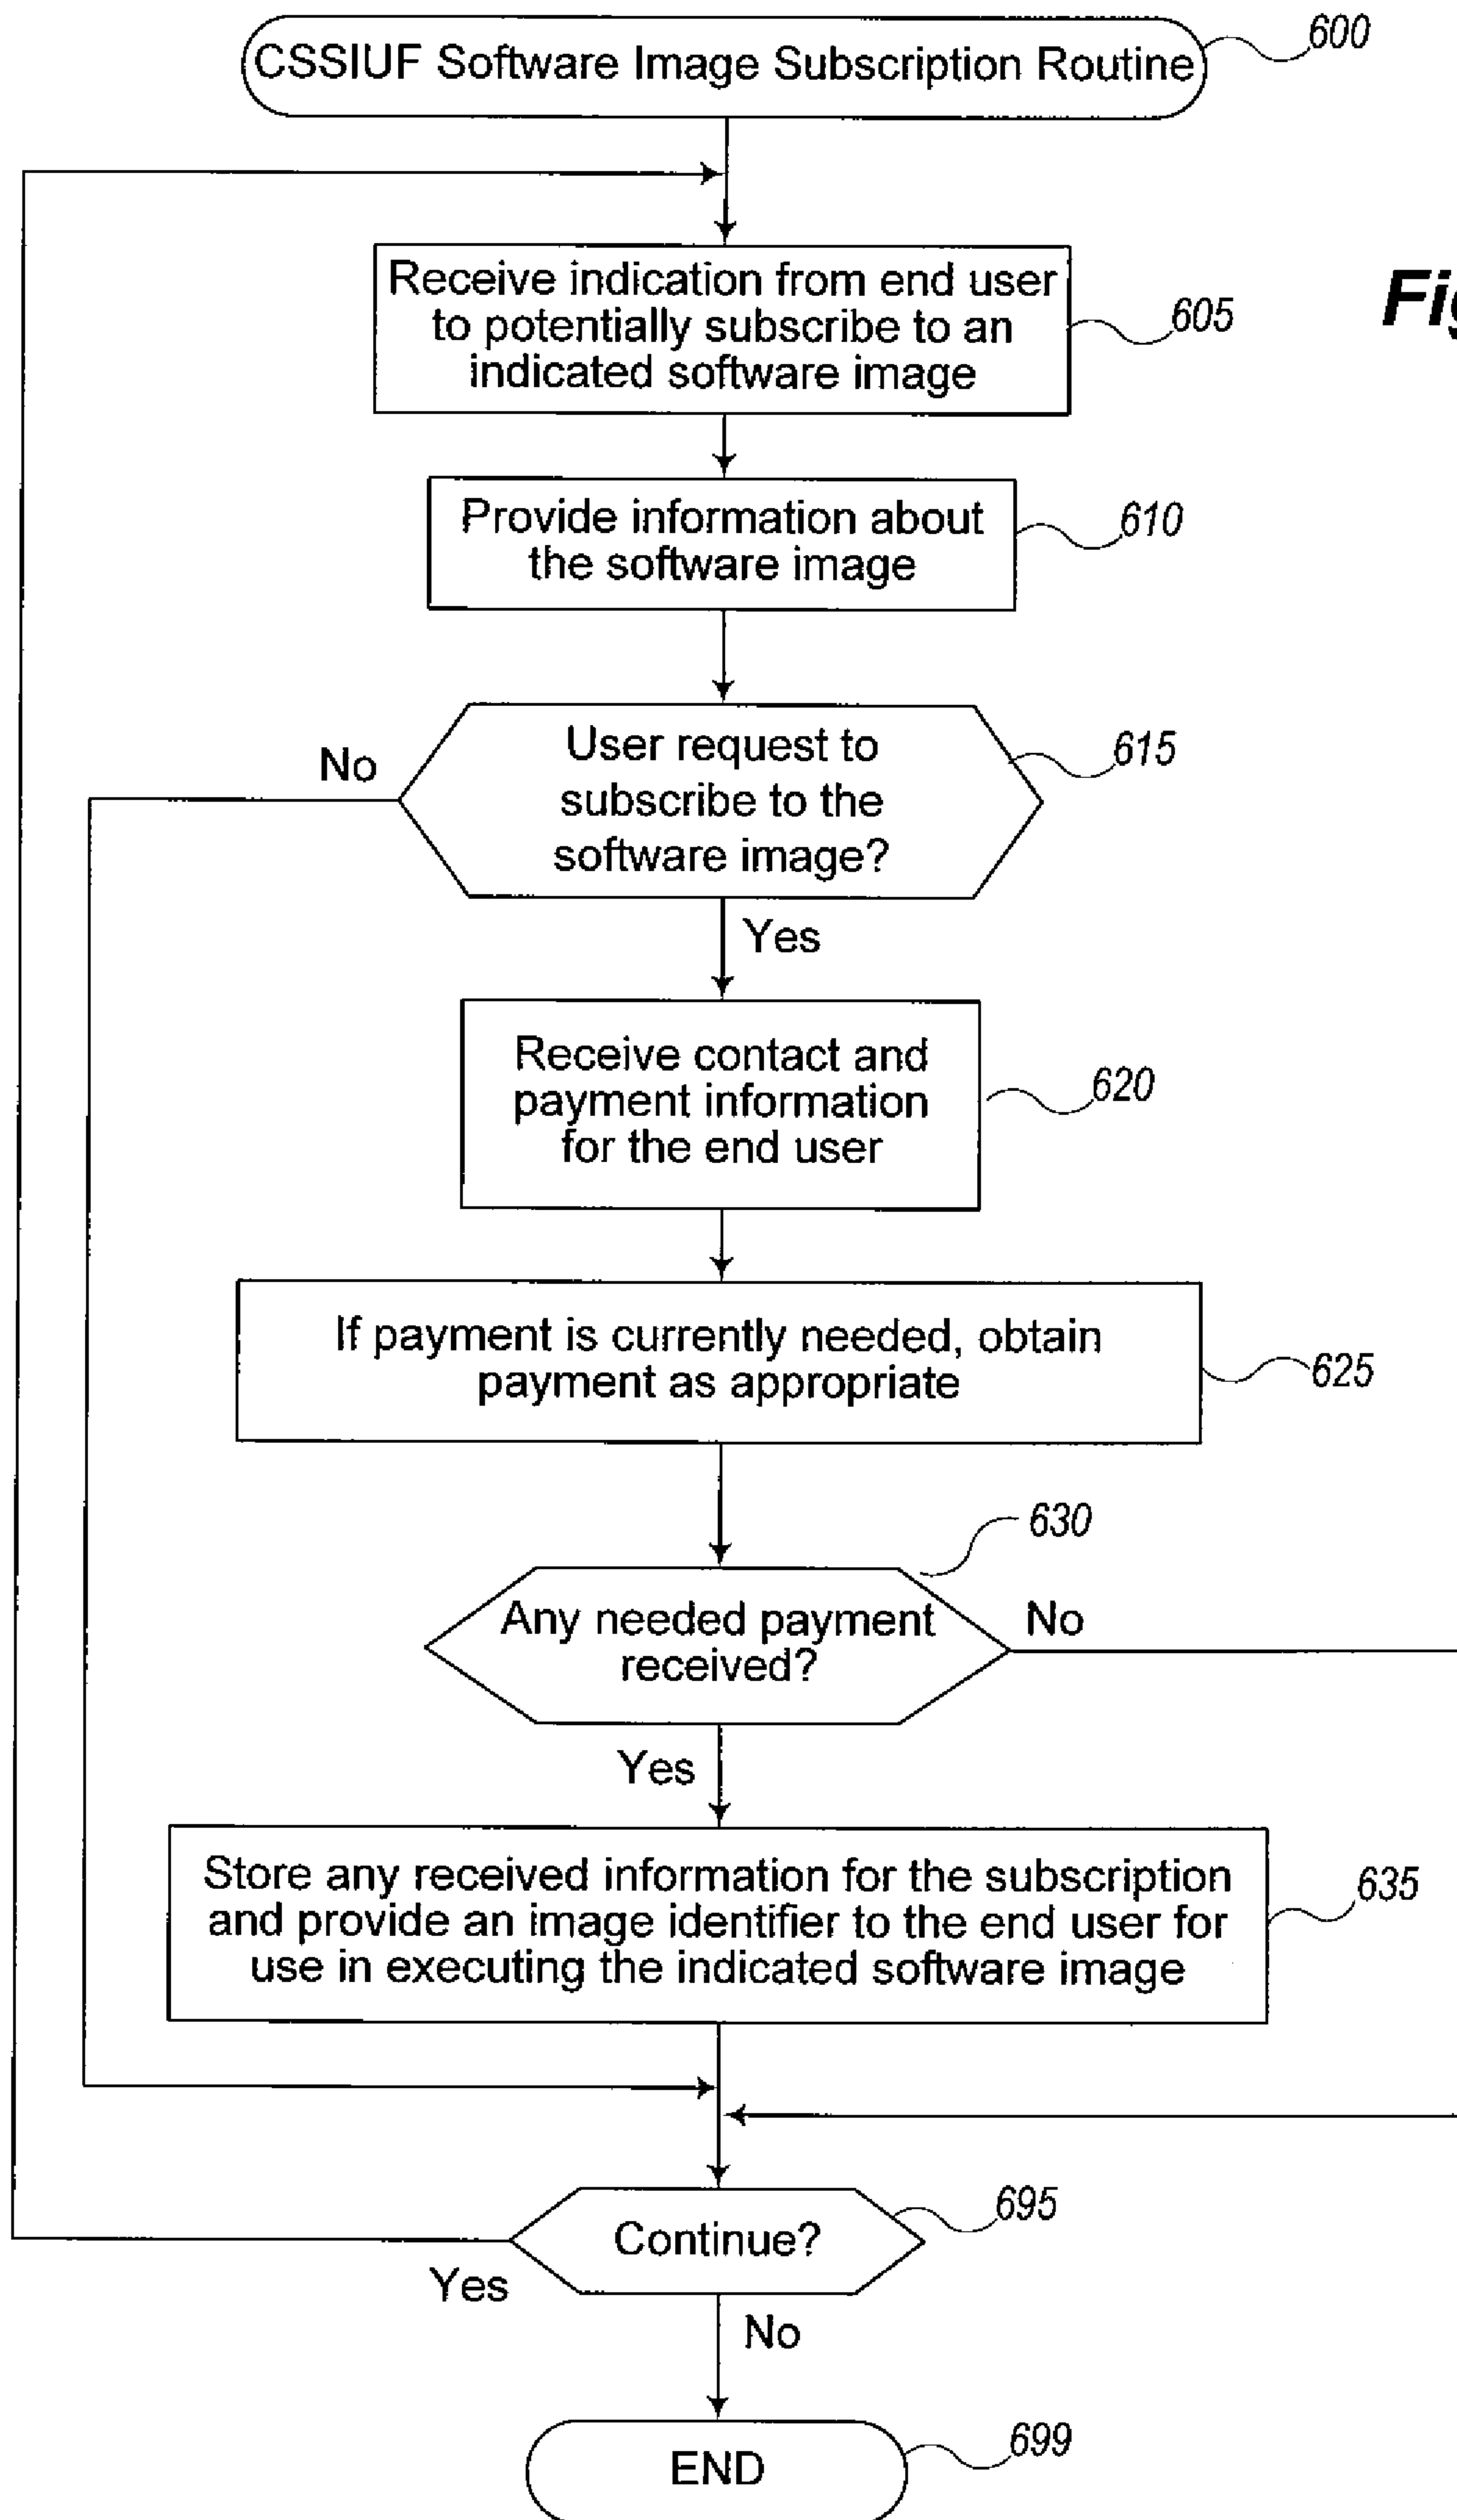 CSSIUF Software Image Subscription Routine
600
Receive indication from end user
to potentially subscribe to an
indicated software image
605
Provide information about
the software image
610
User request to
subscribe to the
software image?
615
No
Yes
Receive contact and
payment information
for the end user
620
If payment is currently needed, obtain
payment as appropriate
625
630
Any needed payment
received?
No
Yes
Store any received information for the subscription
and provide an image identifier to the end user for
use in executing the indicated software image
635
Continue?
695
Yes
No
END
699